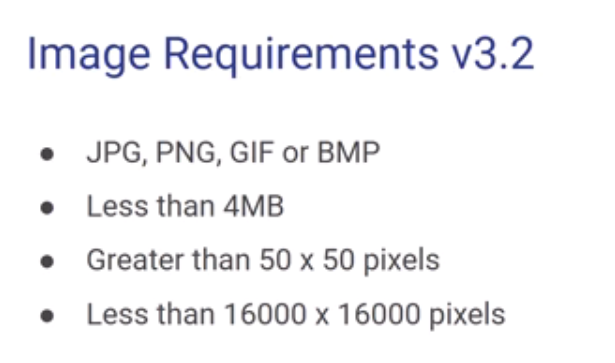 Image Requirements v3.2
● JPG, PNG, GIF or BMP
● Less than 4MB
● Greater than 50 x 50 pixels
● Less than 16000 x 16000 pixels